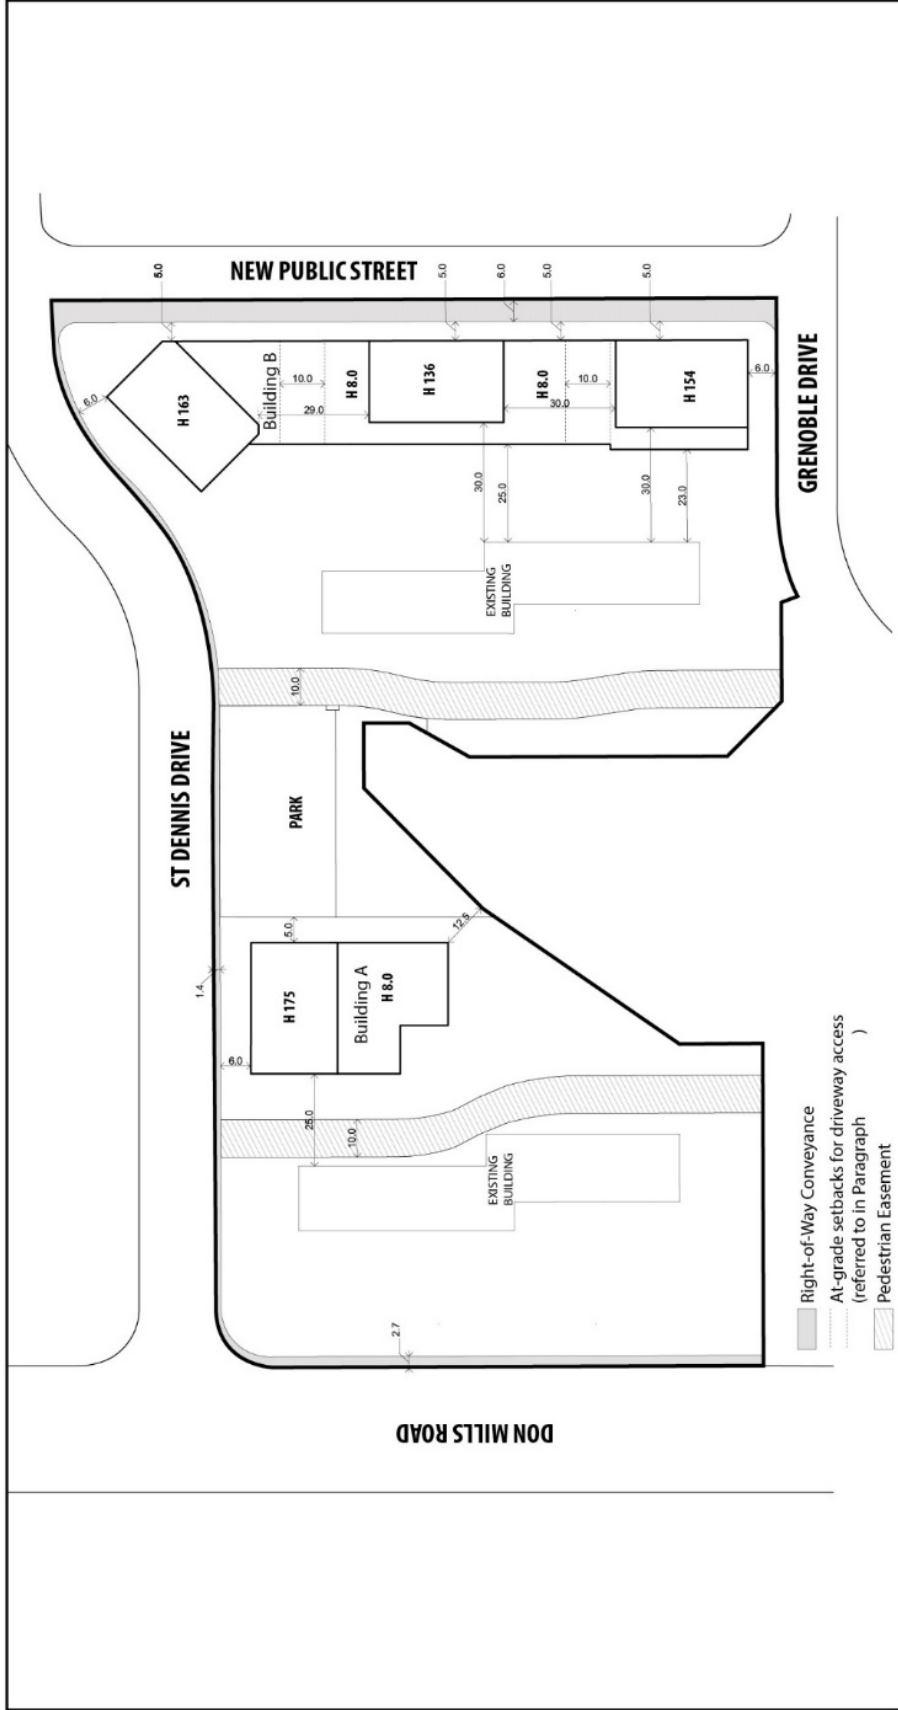 NEW PUBLIC STREET
5.0
5.0
6.0
5.0
5.0
6.0
H 163
Building B
10.0
29.0
H 8.0
H 136
H 8.0
10.0
30.0
H 154
6.0
GRENOBLE DRIVE
30.0
25.0
30.0
23.0
EXISTING
BUILDING
10.0
ST DENNIS DRIVE
PARK
5.0
12.5
1.4
H 175
Building A
H 8.0
6.0
25.0
10.0
EXISTING
BUILDING
2.7
DON MILLS ROAD
Right-of-Way Conveyance
At-grade setbacks for driveway access
(referred to in Paragraph )
Pedestrian Easement